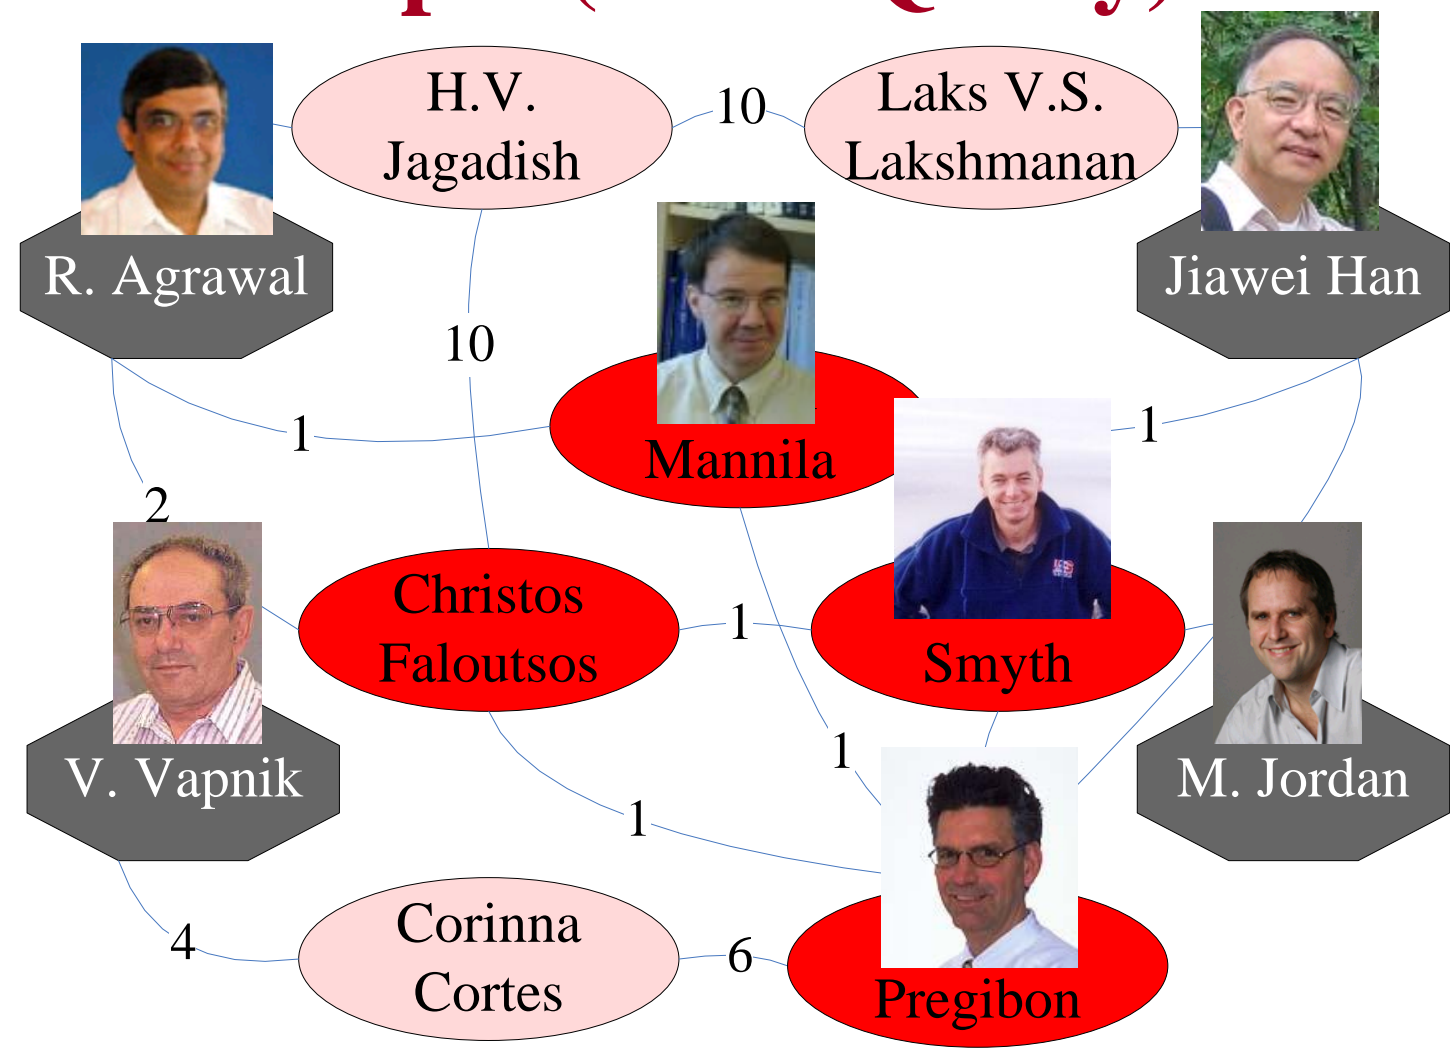 H.V.
Jagadish
10
Laks V.S.
Lakshmanan
R. Agrawal
Jiawei Han
10
1
1
Mannila
2
Christos
Faloutsos
1
Smyth
1
V. Vapnik
M. Jordan
1
Corinna
Cortes
4
6
Pregibon